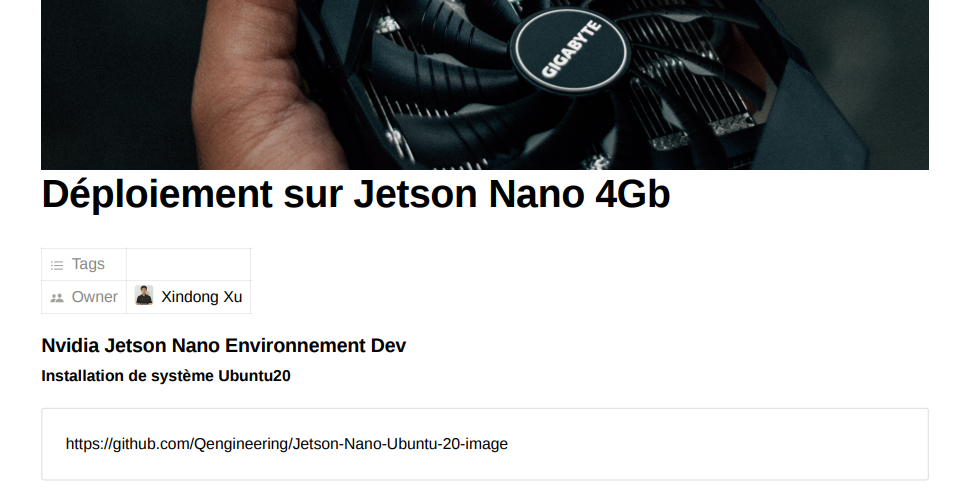 GIGABYTE
Déploiement sur Jetson Nano 4Gb
Tags
Owner Xindong Xu
Nvidia Jetson Nano Environnement Dev
Installation de système Ubuntu20
https://github.com/Qengineering/Jetson-Nano-Ubuntu-20-image